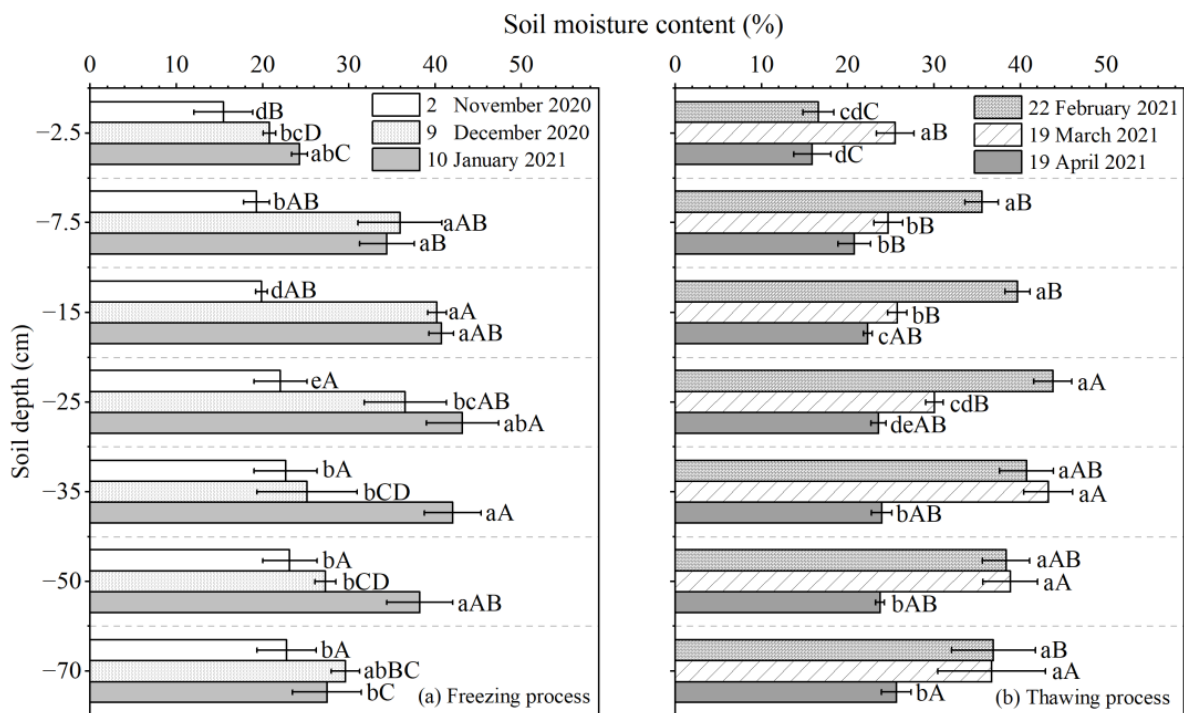 Soil moisture content (%)
0 10 20 30 40 50 0 10 20 30 40 50
Soil depth (cm)
−2.5
−7.5
−15
−25
−35
−50
−70
2 November 2020
9 December 2020
10 January 2021
dB
bcD
abC
bAB
aAB
aB
dAB
aA
aAB
eA
bcAB
abA
bA
bCD
aA
bA
bCD
aAB
bA
abBC
bC
(a) Freezing process
22 February 2021
19 March 2021
19 April 2021
cdC
aB
dC
aB
bB
bB
aB
bB
cAB
aA
cdB
deAB
aAB
aA
bAB
aAB
aA
bAB
aB
aA
bA
(b) Thawing process